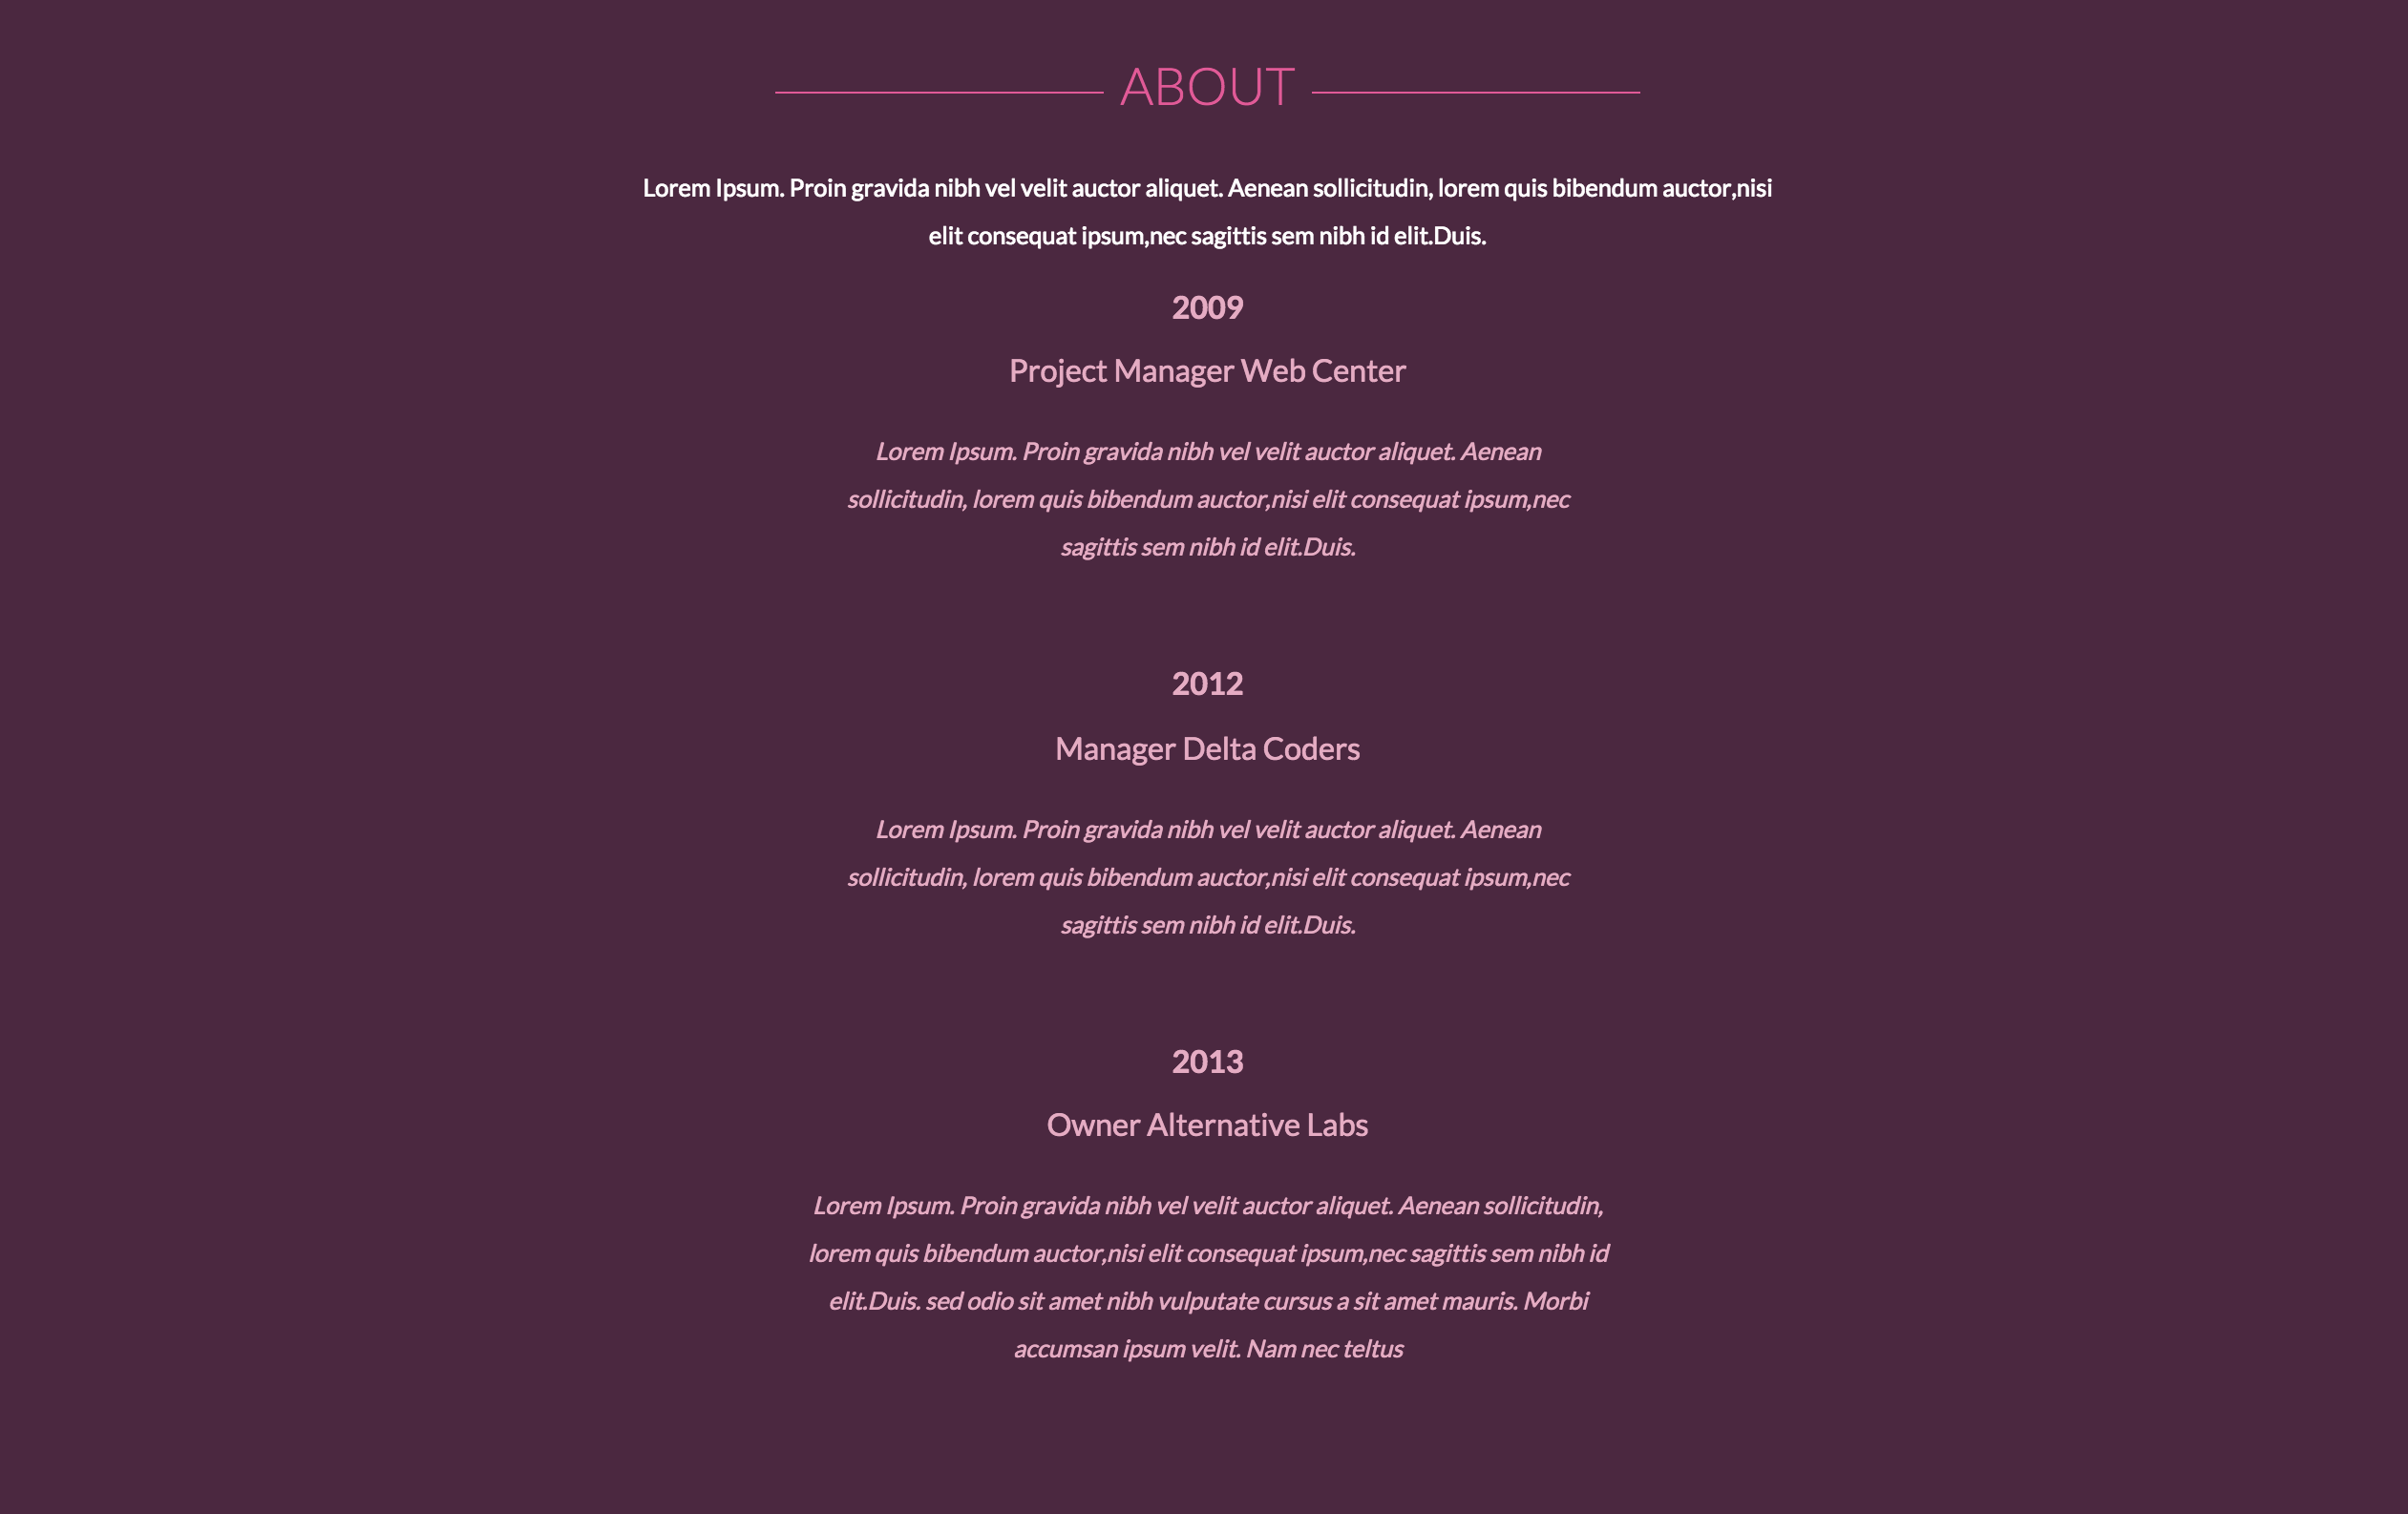 ABOUT
Lorem Ipsum. Proin gravida nibh vel velit auctor aliquet. Aenean sollicitudin, lorem quis bibendum auctor,nisi
elit consequat ipsum,nec sagittis sem nibh id elit.Duis.
2009
Project Manager Web Center
Lorem Ipsum. Proin gravida nibh vel velit auctor aliquet. Aenean
sollicitudin, lorem quis bibendum auctor,nisi elit consequat ipsum,nec
sagittis sem nibh id elit.Duis.
2012
Manager Delta Coders
Lorem Ipsum. Proin gravida nibh vel velit auctor aliquet. Aenean
sollicitudin, lorem quis bibendum auctor,nisi elit consequat ipsum,nec
sagittis sem nibh id elit.Duis.
2013
Owner Alternative Labs
Lorem Ipsum. Proin gravida nibh vel velit auctor aliquet. Aenean sollicitudin,
lorem quis bibendum auctor,nisi elit consequat ipsum,nec sagittis sem nibh id
elit.Duis. sed odio sit amet nibh vulputate cursus a sit amet mauris. Morbi
accumsan ipsum velit. Nam nec teltus